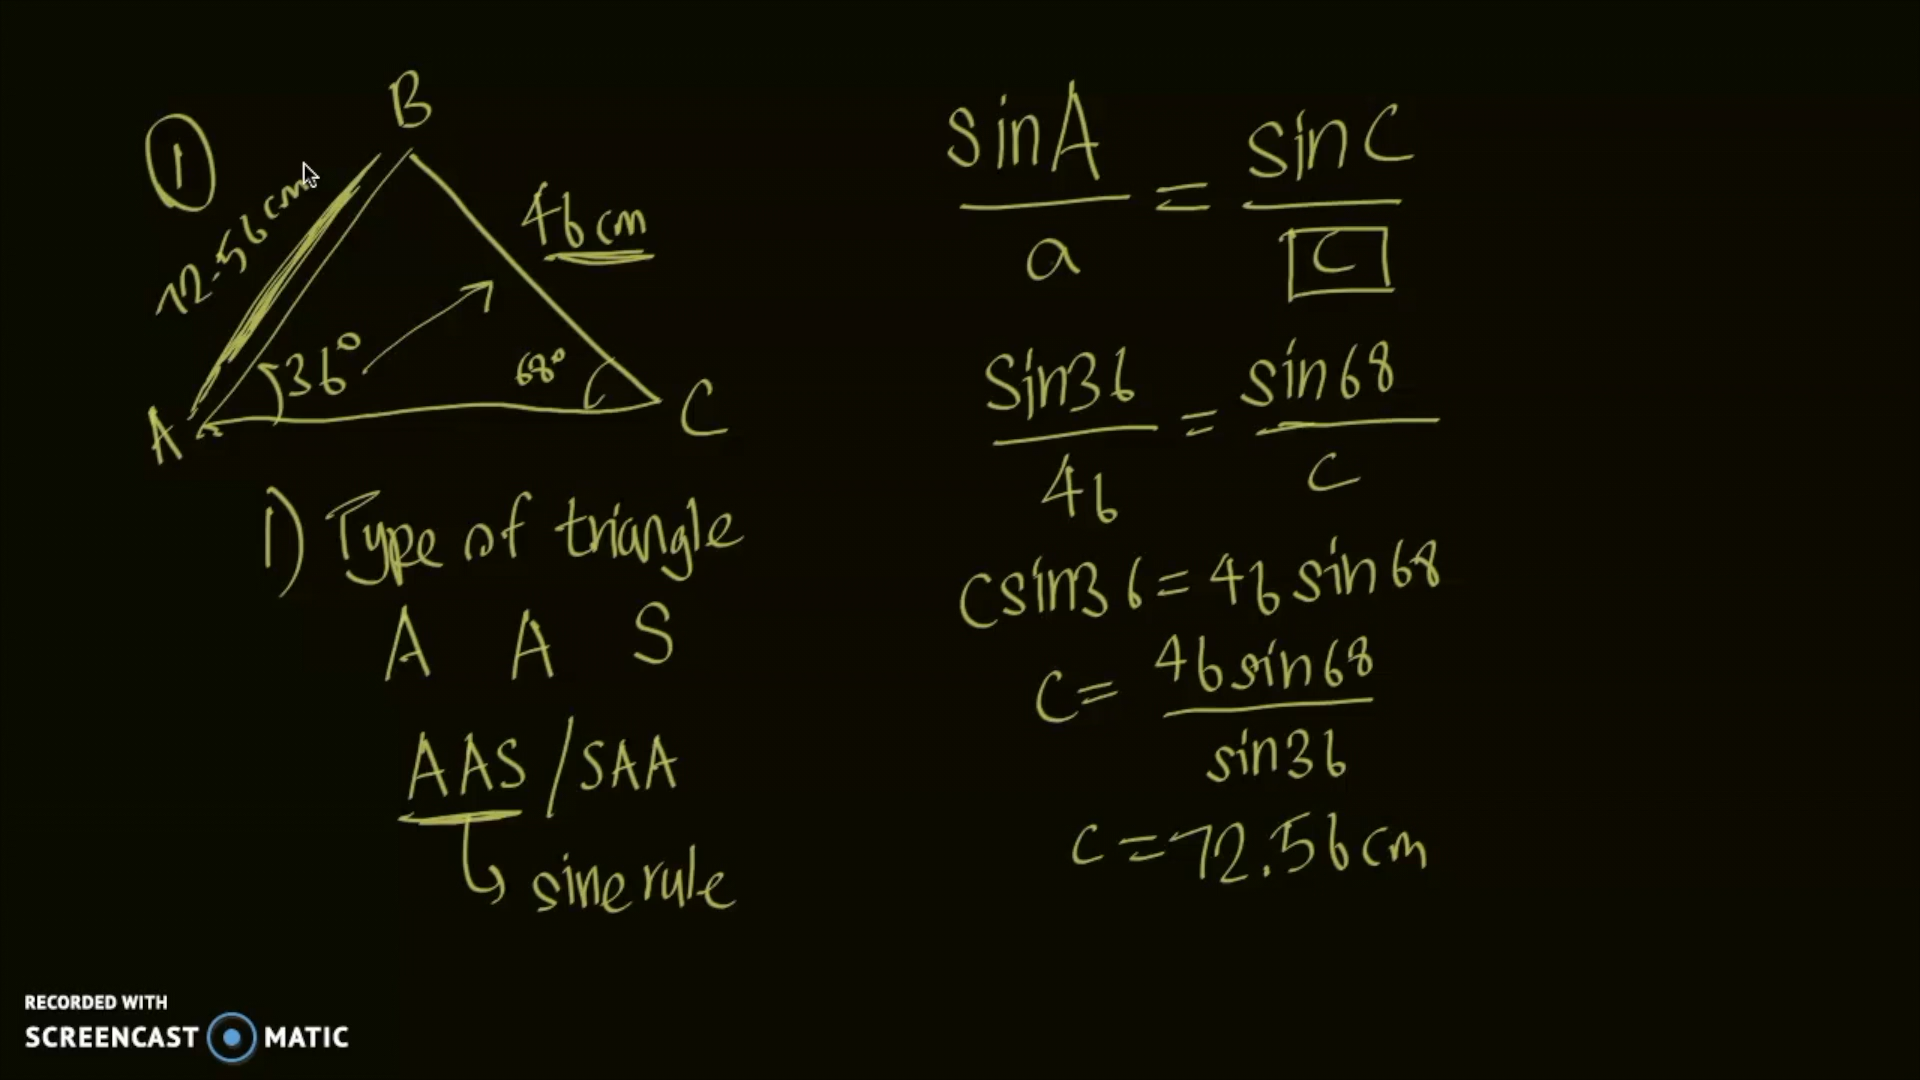 1
B
72.56cm
46cm
36°
68°
A
C
1) Type of triangle
A A S
AAS/SAA
sine rule
sinA/a = sinC/c
sin36/46 = sin68/c
csin36=46sin68
c= 46sin68/sin36
c=72.56cm
RECORDED WITH
SCREENCAST MATIC